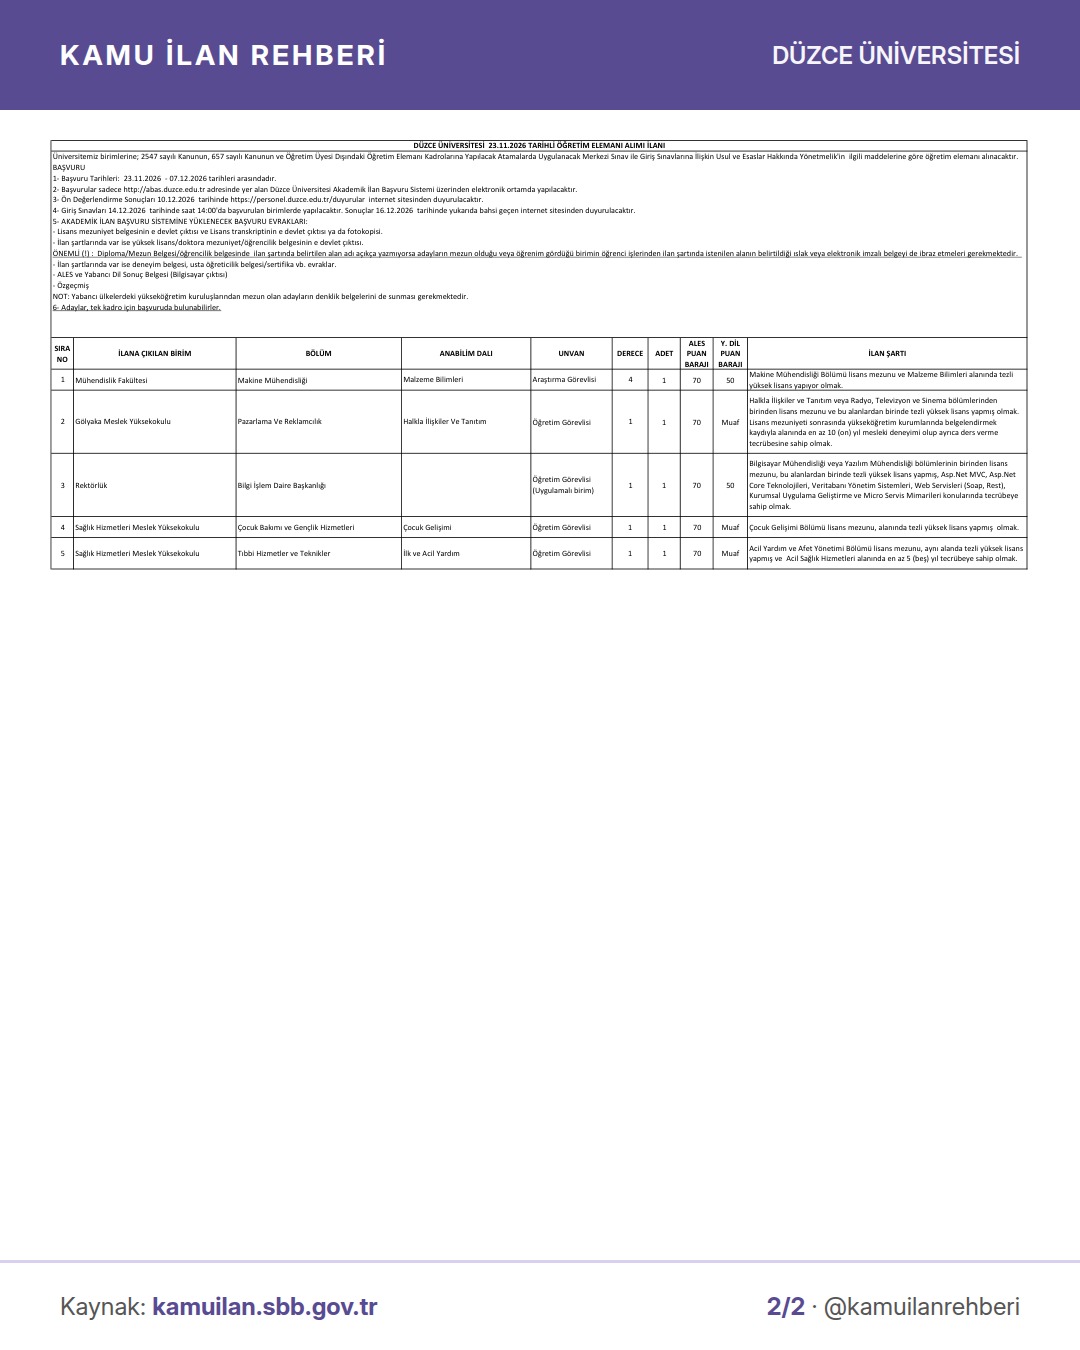 KAMU İLAN REHBERİ
DÜZCE ÜNİVERSİTESİ
DÜZCE ÜNİVERSİTESİ 23.11.2026 TARİHLİ ÖĞRETİM ELEMANI ALIMI İLANI
Üniversitemiz birimlerine; 2547 sayılı Kanunun, 657 sayılı Kanunun ve Öğretim Üyesi Dışındaki Öğretim Elemanı Kadrolarına Yapılacak Atamalarda Uygulanacak Merkezi Sınav ile Giriş Sınavlarına İlişkin Usul ve Esaslar Hakkında Yönetmelik'in ilgili maddelerine göre öğretim elemanı alınacaktır.
BAŞVURU
1- Başvuru Tarihleri: 23.11.2026 - 07.12.2026 tarihleri arasındadır.
2- Başvurular sadece http://abas.duzce.edu.tr adresinde yer alan Düzce Üniversitesi Akademik İlan Başvuru Sistemi üzerinden elektronik ortamda yapılacaktır.
3- Ön Değerlendirme Sonuçları 10.12.2026 tarihinde https://personel.duzce.edu.tr/duyurular internet sitesinden duyurulacaktır.
4- Giriş Sınavları 14.12.2026 tarihinde saat 14:00'da başvurulan birimlerde yapılacaktır. Sonuçlar 16.12.2026 tarihinde yukarıda bahsi geçen internet sitesinden duyurulacaktır.
5- AKADEMİK İLAN BAŞVURU SİSTEMİNE YÜKLENECEK BAŞVURU EVRAKLARI:
- Lisans mezuniyet belgesinin e devlet çıktısı ve Lisans transkriptinin e devlet çıktısı ya da fotokopisi.
- İlan şartlarında var ise yüksek lisans/doktora mezuniyet/öğrencilik belgesinin e devlet çıktısı.
ÖNEMLİ (!) : Diploma/Mezun Belgesi/öğrencilik belgesinde ilan şartında belirtilen alan adı açıkça yazmıyorsa adayların mezun olduğu veya öğrenim gördüğü birimin öğrenci işlerinden ilan şartında istenilen alanın belirtildiği ıslak veya elektronik imzalı belgeyi de ibraz etmeleri gerekmektedir.
- İlan şartlarında var ise deneyim belgesi, usta öğreticilik belgesi/sertifika vb. evraklar.
- ALES ve Yabancı Dil Sonuç Belgesi (Bilgisayar çıktısı)
- Özgeçmiş
NOT: Yabancı ülkelerdeki yükseköğretim kuruluşlarından mezun olan adayların denklik belgelerini de sunması gerekmektedir.
6- Adaylar, tek kadro için başvuruda bulunabilirler.
SIRA NO İLANA ÇIKILAN BİRİM BÖLÜM ANABİLİM DALI UNVAN DERECE ADET ALES PUAN BARAJI Y. DİL PUAN BARAJI İLAN ŞARTI
1 Mühendislik Fakültesi Makine Mühendisliği Malzeme Bilimleri Araştırma Görevlisi 4 1 70 50 Makine Mühendisliği Bölümü lisans mezunu ve Malzeme Bilimleri alanında tezli
yüksek lisans yapıyor olmak.
2 Gölyaka Meslek Yüksekokulu Pazarlama Ve Reklamcılık Halkla İlişkiler Ve Tanıtım Öğretim Görevlisi 1 1 70 Muaf Halkla İlişkiler ve Tanıtım veya Radyo, Televizyon ve Sinema bölümlerinden
birinden lisans mezunu ve bu alanlardan birinde tezli yüksek lisans yapmış olmak.
Lisans mezuniyeti sonrasında yükseköğretim kurumlarında belgelendirmek
kaydıyla alanında en az 10 (on) yıl mesleki deneyimi olup ayrıca ders verme
tecrübesine sahip olmak.
3 Rektörlük Bilgi İşlem Daire Başkanlığı Öğretim Görevlisi (Uygulamalı birim) 1 1 70 50 Bilgisayar Mühendisliği veya Yazılım Mühendisliği bölümlerinin birinden lisans
mezunu, bu alanlardan birinde tezli yüksek lisans yapmış, Asp.Net MVC, Asp.Net
Core Teknolojileri, Veritabanı Yönetim Sistemleri, Web Servisleri (Soap, Rest),
Kurumsal Uygulama Geliştirme ve Micro Servis Mimarileri konularında tecrübeye
sahip olmak.
4 Sağlık Hizmetleri Meslek Yüksekokulu Çocuk Bakımı ve Gençlik Hizmetleri Çocuk Gelişimi Öğretim Görevlisi 1 1 70 Muaf Çocuk Gelişimi Bölümü lisans mezunu, alanında tezli yüksek lisans yapmış olmak.
5 Sağlık Hizmetleri Meslek Yüksekokulu Tıbbi Hizmetler ve Teknikler İlk ve Acil Yardım Öğretim Görevlisi 1 1 70 Muaf Acil Yardım ve Afet Yönetimi Bölümü lisans mezunu, aynı alanda tezli yüksek lisans
yapmış ve Acil Sağlık Hizmetleri alanında en az 5 (beş) yıl tecrübeye sahip olmak.
Kaynak: kamuilan.sbb.gov.tr
2/2 · @kamuilanrehberi